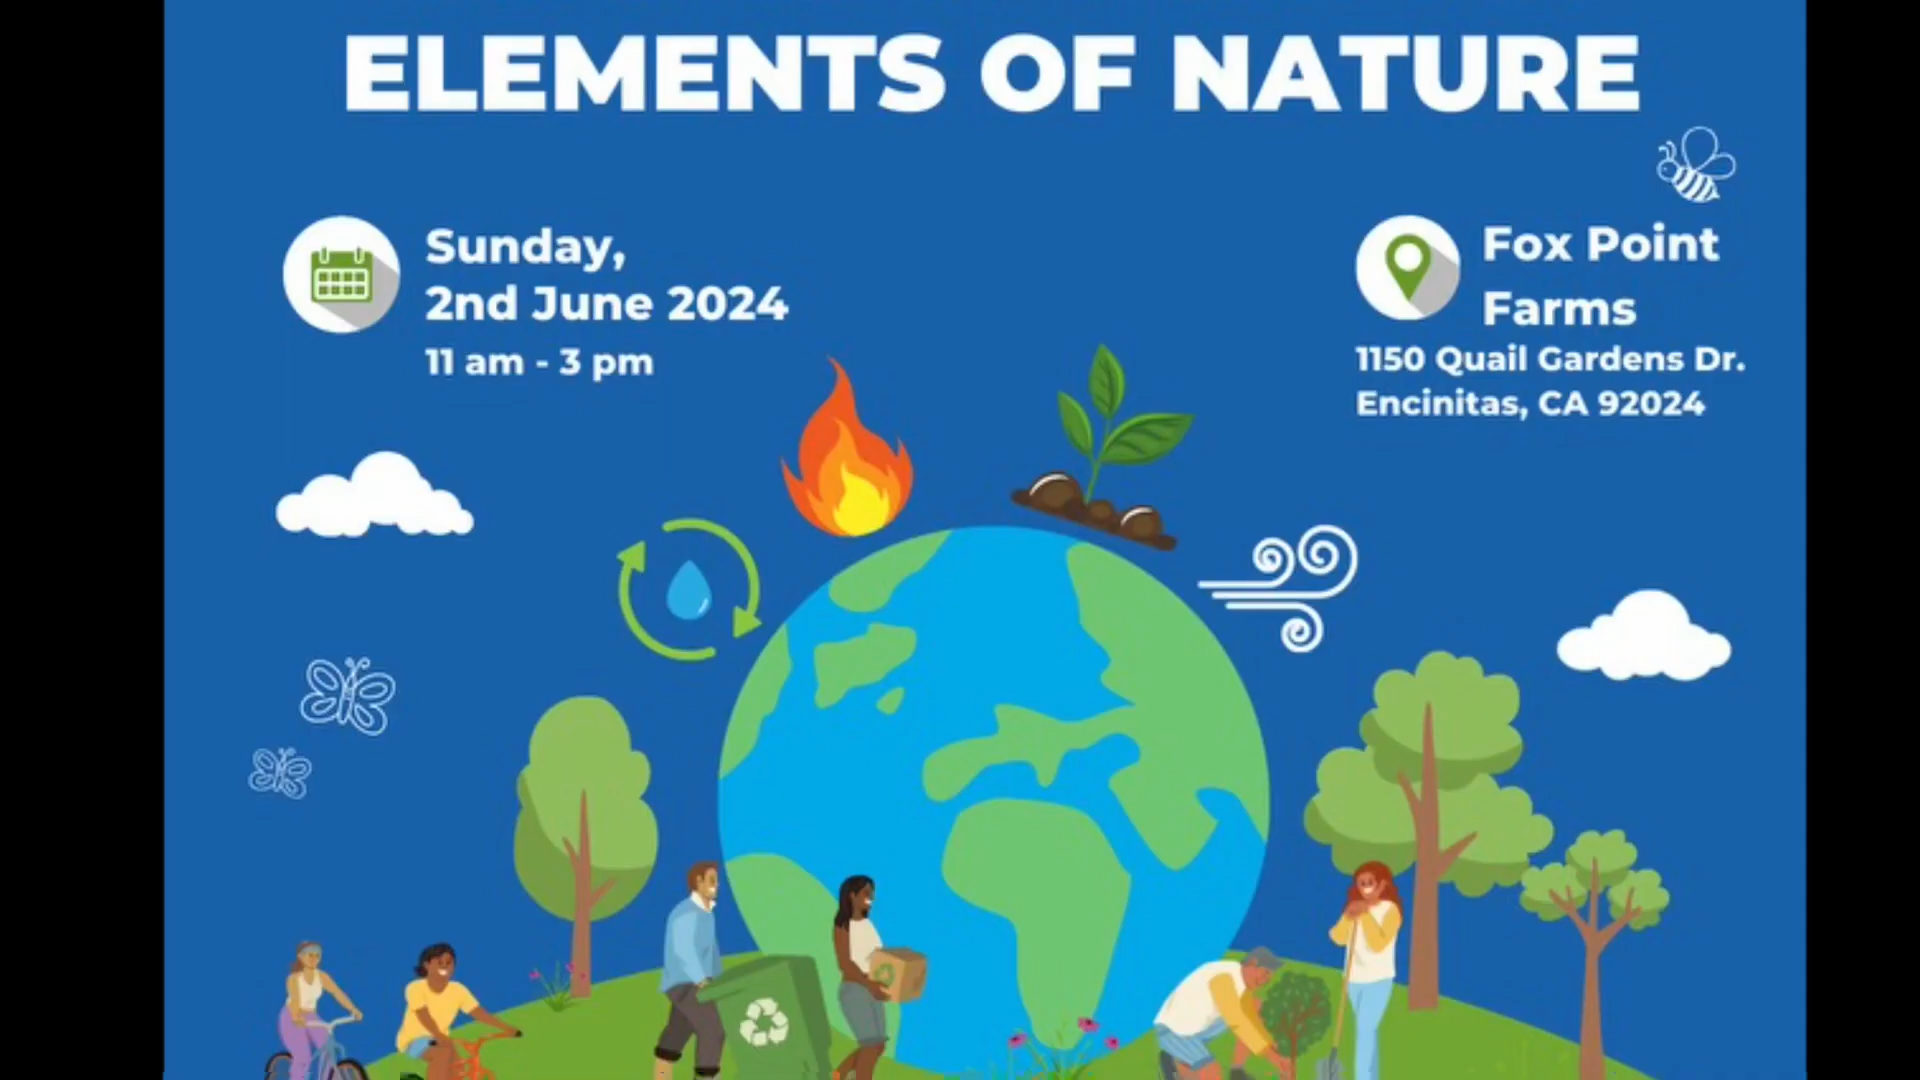 ELEMENTS OF NATURE
Sunday,
2nd June 2024
11 am - 3 pm
Fox Point
Farms
1150 Quail Gardens Dr.
Encinitas, CA 92024